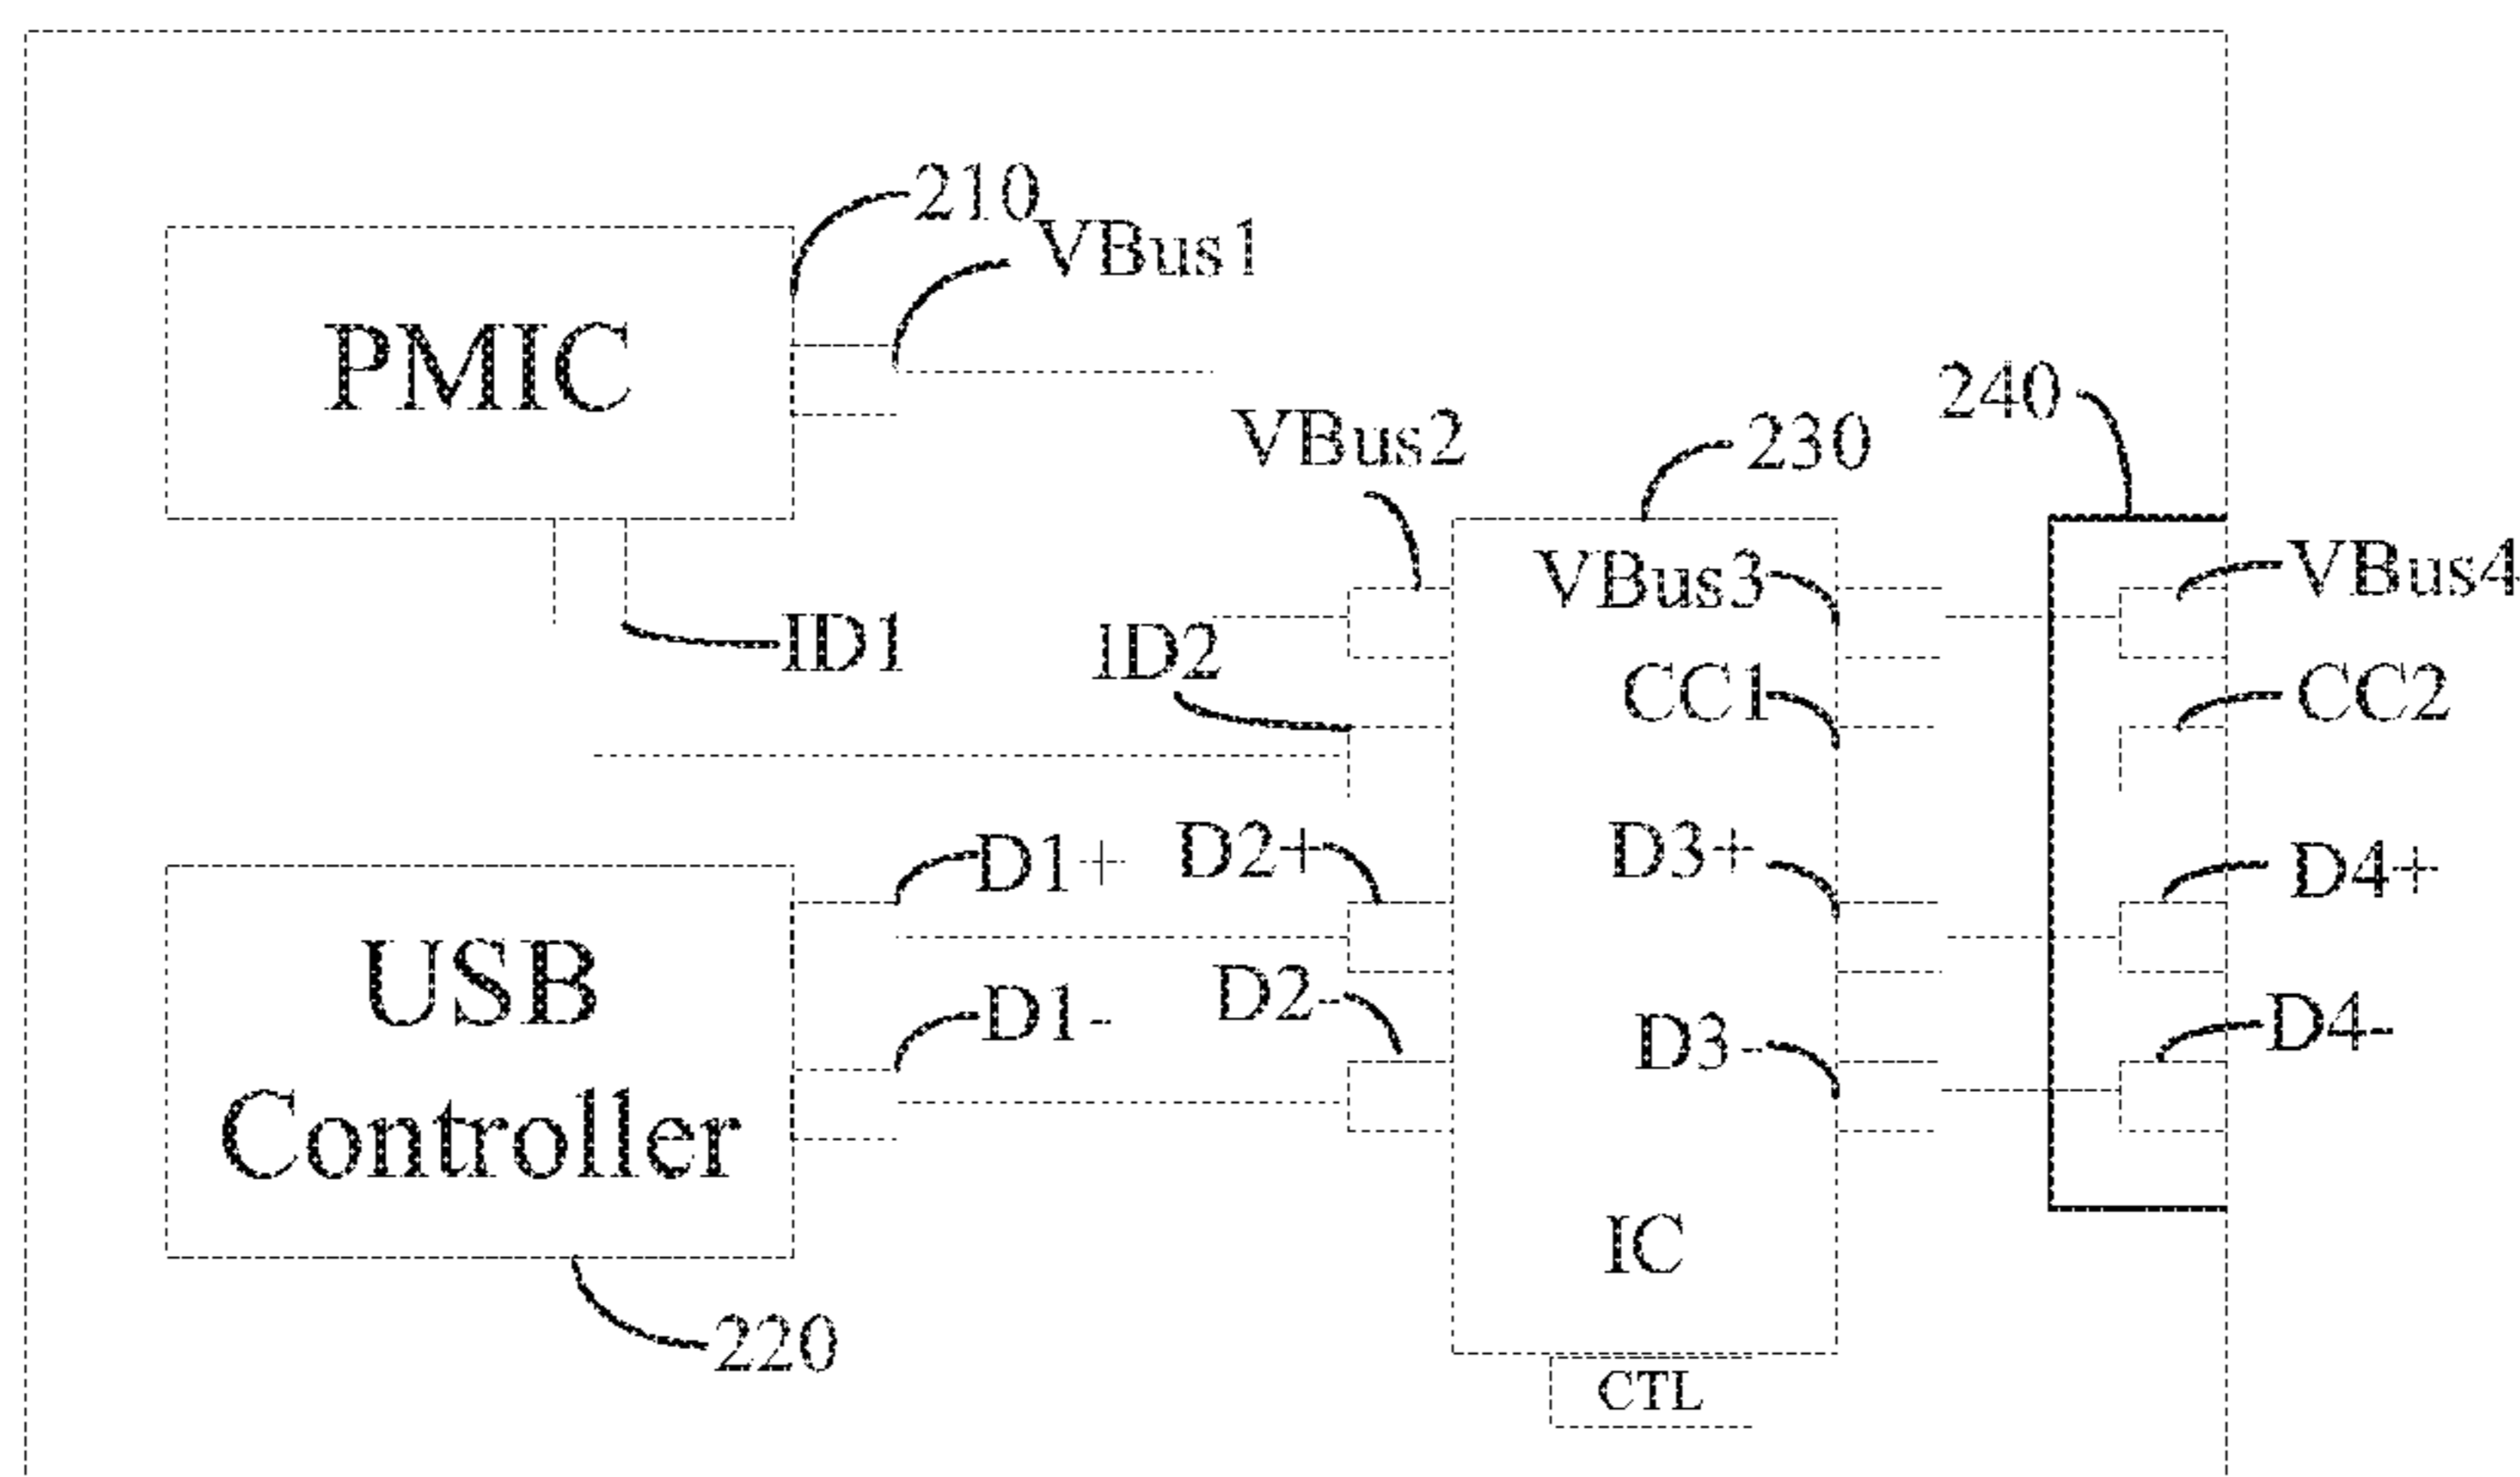 210
VBus1
PMIC
240
VBus2
230
VBus3
VBus4
ID1
ID2
CC1
CC2
D1+
D2+
D3+
D4+
USB
Controller
D1-
D2-
D3-
D4-
IC
220
CTL